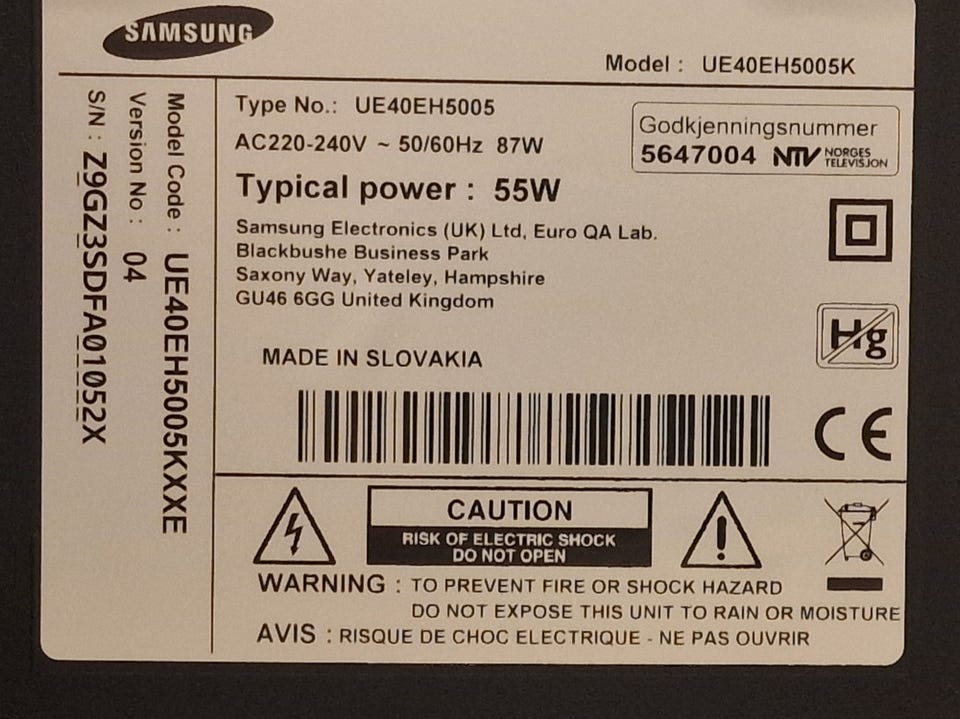 SAMSUNG
Model : UE40EH5005K
Model Code : UE40EH5005KXXE
Version No : 04
S/N : Z9GZ3SDFA01052X
Type No.: UE40EH5005
AC220-240V ~ 50/60Hz 87W
Typical power : 55W
Godkjenningsnummer
5647004 NTV NORGES
TELEVISJON
Samsung Electronics (UK) Ltd, Euro QA Lab.
Blackbushe Business Park
Saxony Way, Yateley, Hampshire
GU46 6GG United Kingdom
Hg
MADE IN SLOVAKIA
CE
CAUTION
RISK OF ELECTRIC SHOCK
DO NOT OPEN
WARNING : TO PREVENT FIRE OR SHOCK HAZARD
DO NOT EXPOSE THIS UNIT TO RAIN OR MOISTURE
AVIS : RISQUE DE CHOC ELECTRIQUE - NE PAS OUVRIR